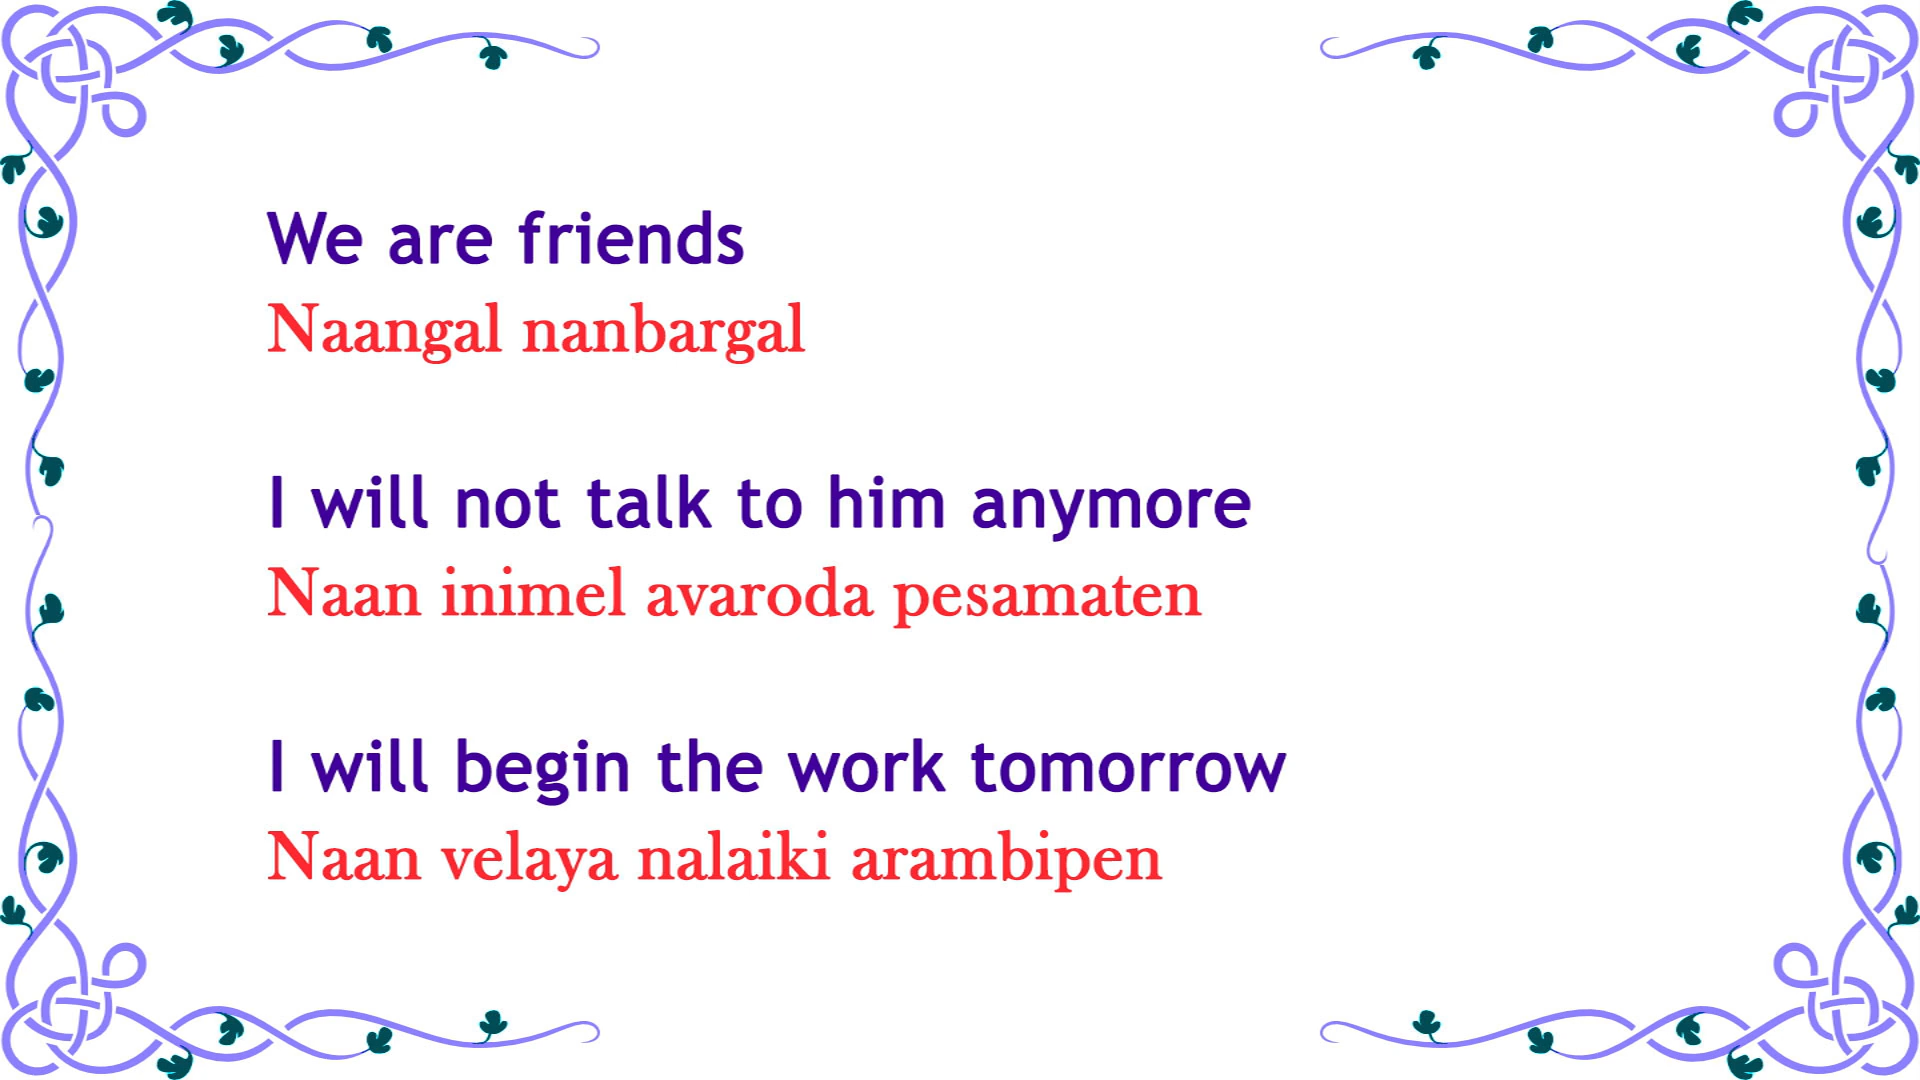 We are friends
Naangal nanbargal
I will not talk to him anymore
Naan inimel avaroda pesamaten
I will begin the work tomorrow
Naan velaya nalaiki arambipen